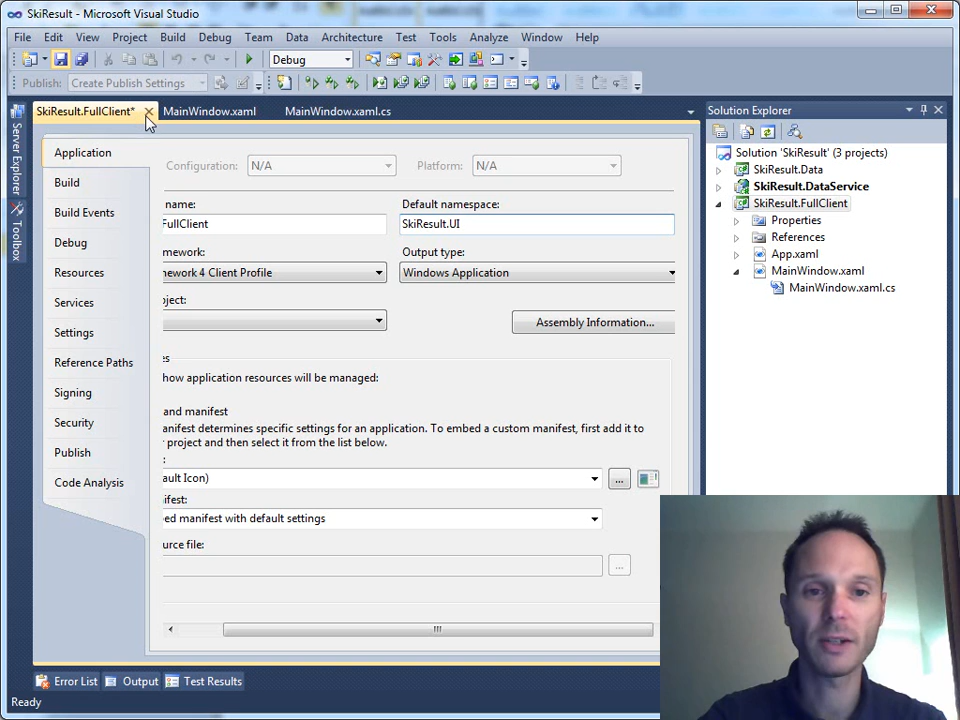 SkiResult - Microsoft Visual Studio
File Edit View Project Build Debug Team Data Architecture Test Tools Analyze Window Help
Debug
Publish: Create Publish Settings
SkiResult.FullClient* MainWindow.xaml MainWindow.xaml.cs
Server Explorer
Toolbox
Application
Build
Build Events
Debug
Resources
Services
Settings
Reference Paths
Signing
Security
Publish
Code Analysis
Configuration: N/A Platform: N/A
name: Default namespace:
FullClient SkiResult.UI
mework: Output type:
nework 4 Client Profile Windows Application
oject:
Assembly Information...
es
how application resources will be managed:
and manifest
anifest determines specific settings for an application. To embed a custom manifest, first add it to
project and then select it from the list below.
:
ault Icon) ...
nifest:
ed manifest with default settings
urce file:
...
Solution Explorer
Solution 'SkiResult' (3 projects)
SkiResult.Data
SkiResult.DataService
SkiResult.FullClient
Properties
References
App.xaml
MainWindow.xaml
MainWindow.xaml.cs
Error List Output Test Results
Ready